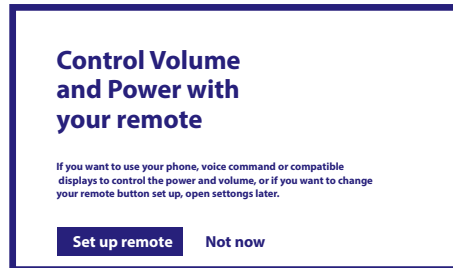 Control Volume
and Power with
your remote
If you want to use your phone, voice command or compatible
displays to control the power and volume, or if you want to change
your remote button set up, open settongs later.
Set up remote Not now